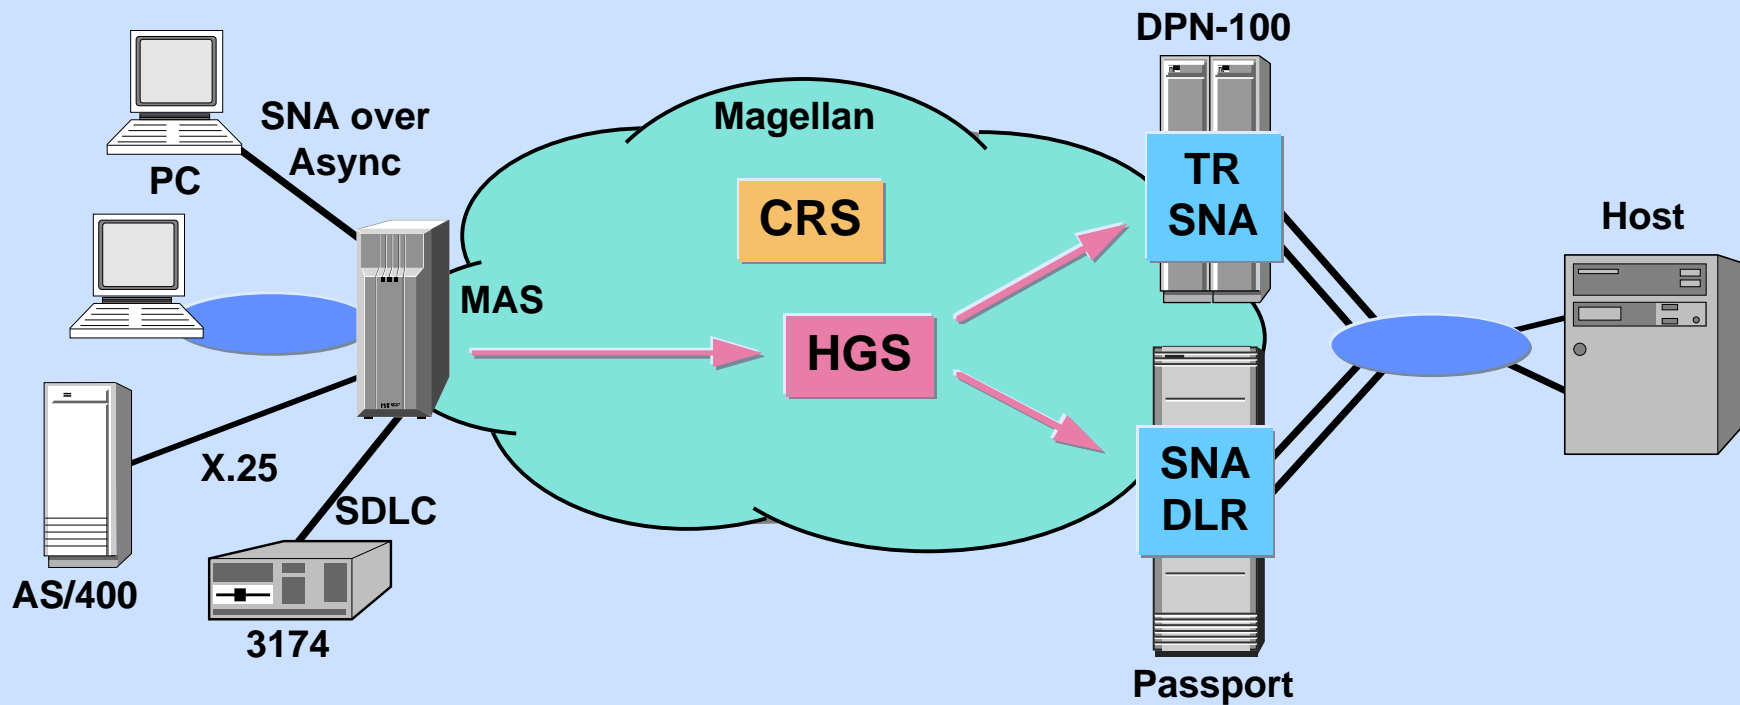 DPN-100
SNA over
Async
PC
Magellan
TR
SNA
CRS
Host
MAS
HGS
X.25
SDLC
SNA
DLR
AS/400
3174
Passport